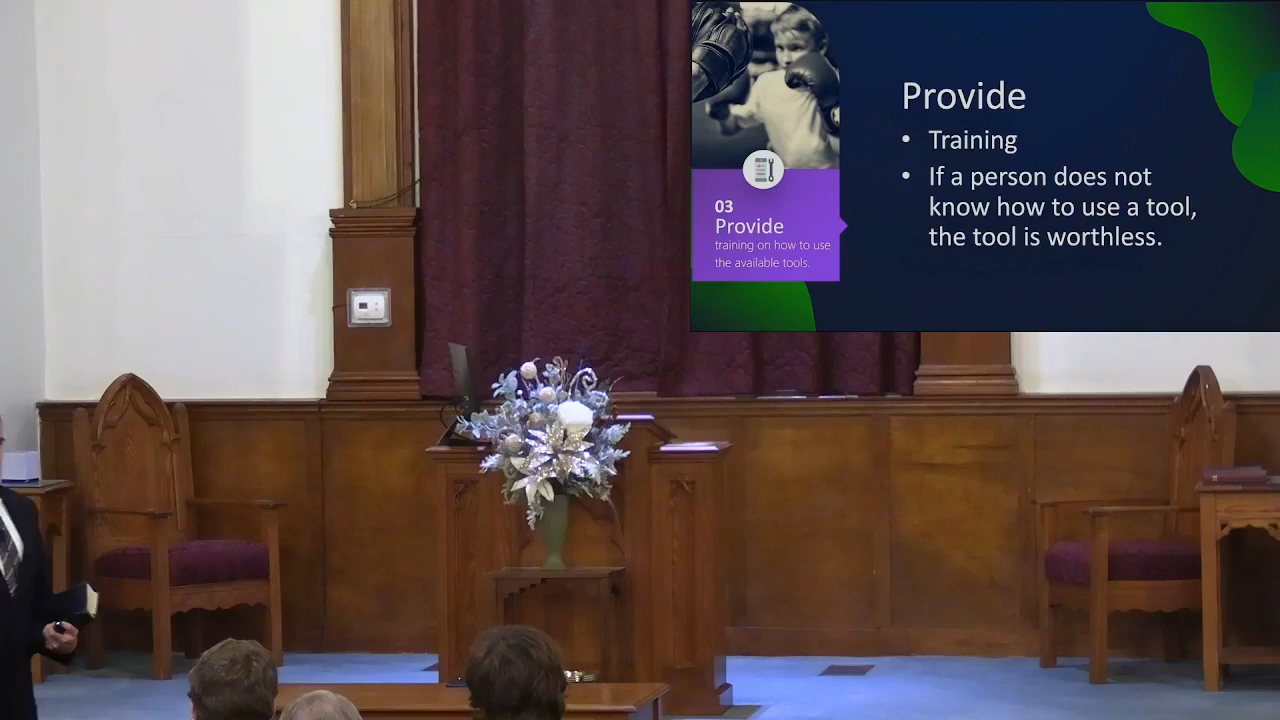 Provide
• Training
• If a person does not
know how to use a tool,
the tool is worthless.
03
Provide
training on how to use
the available tools.